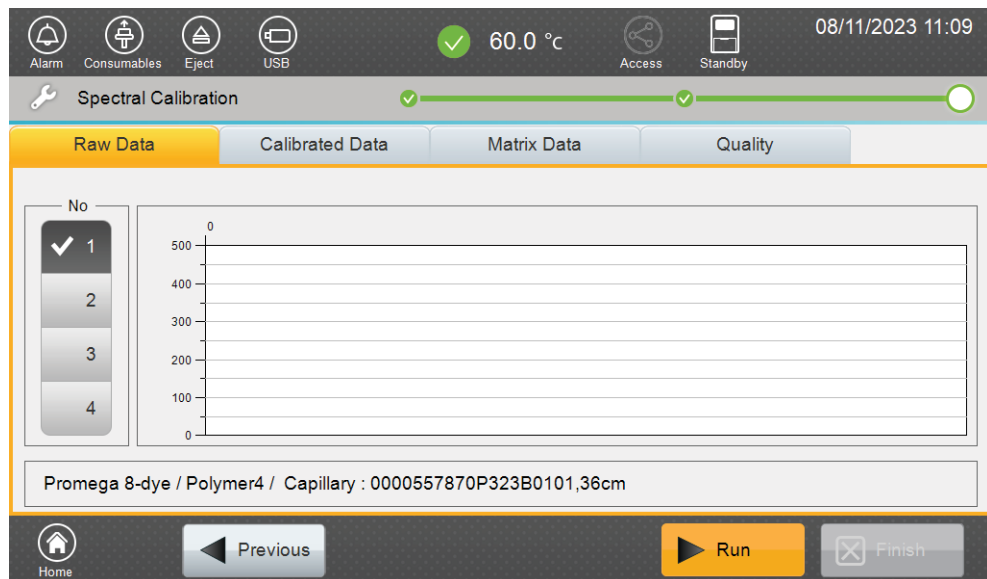 60.0 °c
08/11/2023 11:09
Alarm
Consumables
Eject
USB
Access
Standby
Spectral Calibration
Raw Data
Calibrated Data
Matrix Data
Quality
No
1
2
3
4
0
500
400
300
200
100
0
Promega 8-dye / Polymer4 / Capillary : 0000557870P323B0101,36cm
Home
Previous
Run
Finish